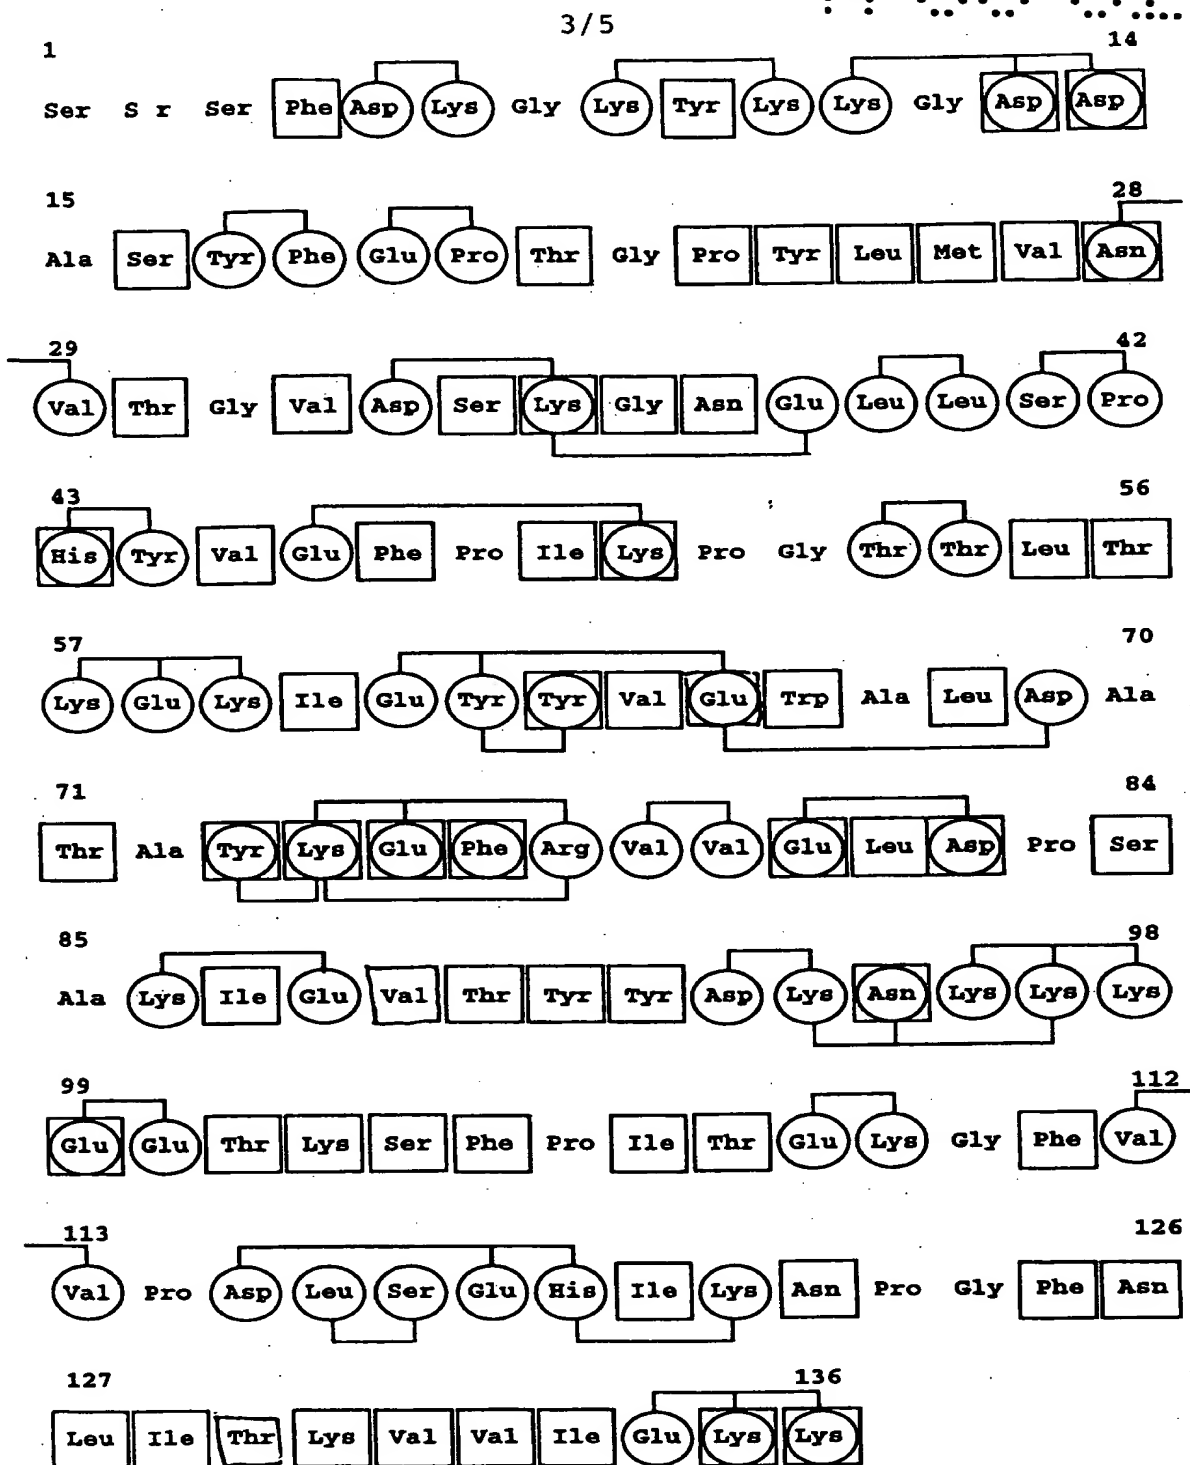 3/5
1 14
Ser S r Ser Phe Asp Lys Gly Lys Tyr Lys Lys Gly Asp Asp
15 28
Ala Ser Tyr Phe Glu Pro Thr Gly Pro Tyr Leu Met Val Asn
29 42
Val Thr Gly Val Asp Ser Lys Gly Asn Glu Leu Leu Ser Pro
43 56
His Tyr Val Glu Phe Pro Ile Lys Pro Gly Thr Thr Leu Thr
57 70
Lys Glu Lys Ile Glu Tyr Tyr Val Glu Trp Ala Leu Asp Ala
71 84
Thr Ala Tyr Lys Glu Phe Arg Val Val Glu Leu Asp Pro Ser
85 98
Ala Lys Ile Glu Val Thr Tyr Tyr Asp Lys Asn Lys Lys Lys
99 112
Glu Glu Thr Lys Ser Phe Pro Ile Thr Glu Lys Gly Phe Val
113 126
Val Pro Asp Leu Ser Glu His Ile Lys Asn Pro Gly Phe Asn
127 136
Leu Ile Thr Lys Val Val Ile Glu Lys Lys